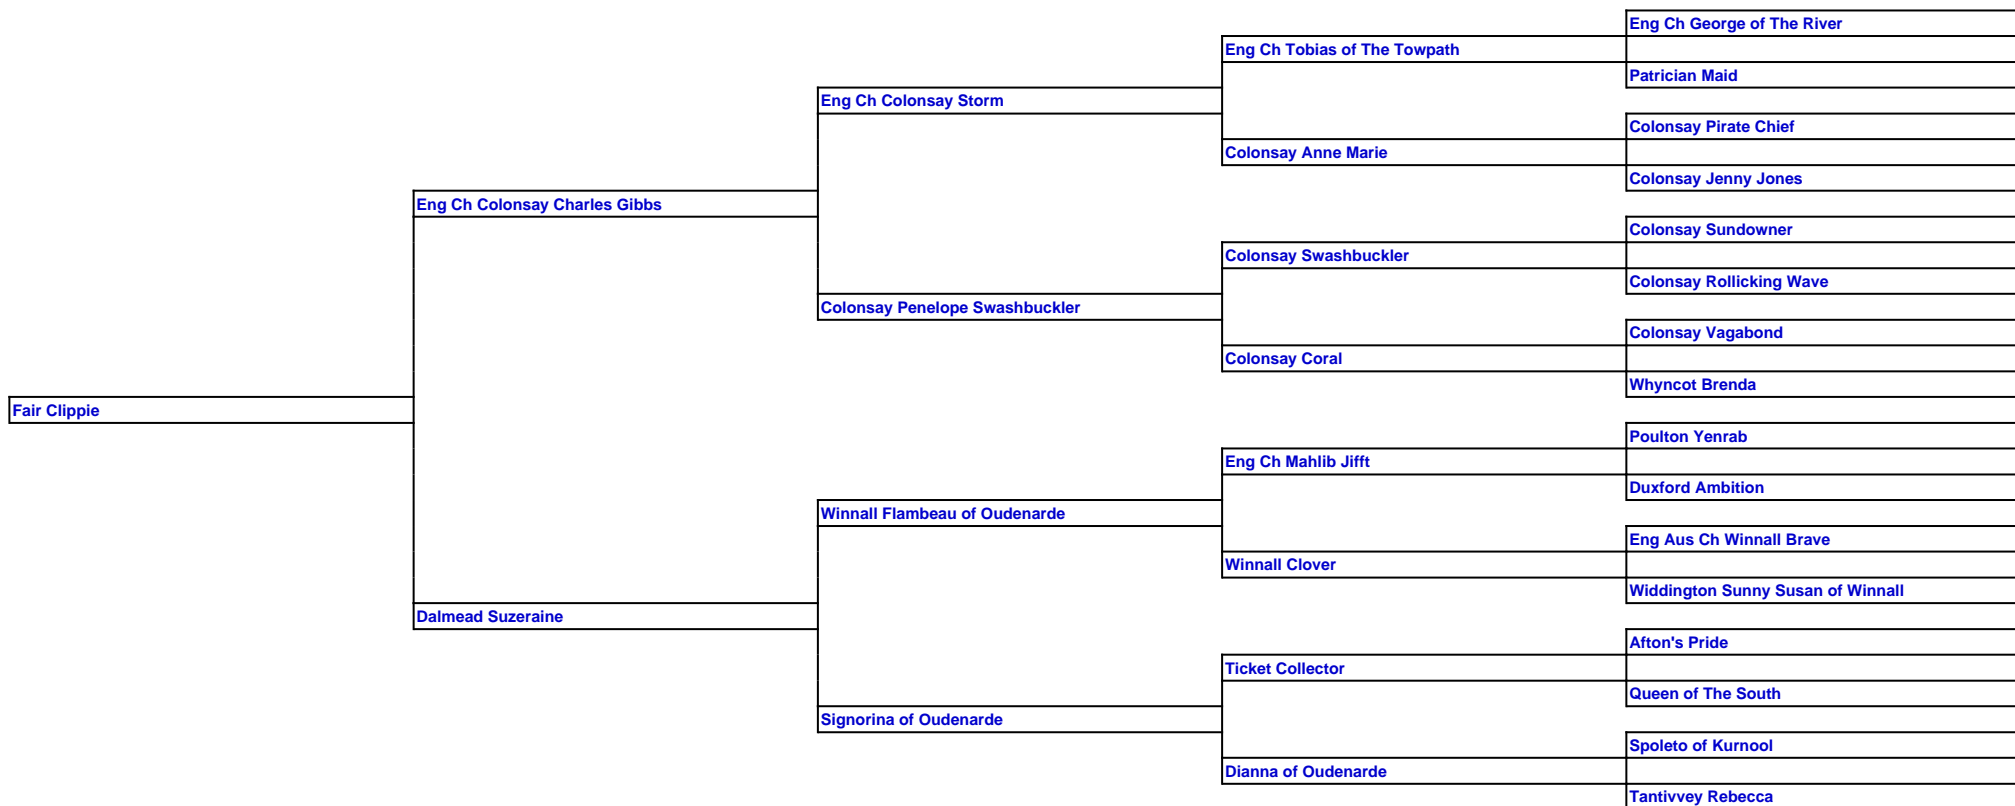 Eng Ch George of The River
Eng Ch Tobias of The Towpath
Patrician Maid
Eng Ch Colonsay Storm
Colonsay Pirate Chief
Colonsay Anne Marie
Colonsay Jenny Jones
Eng Ch Colonsay Charles Gibbs
Colonsay Sundowner
Colonsay Swashbuckler
Colonsay Rollicking Wave
Colonsay Penelope Swashbuckler
Colonsay Vagabond
Colonsay Coral
Whyncot Brenda
Fair Clippie
Poulton Yenrab
Eng Ch Mahlib Jifft
Duxford Ambition
Winnall Flambeau of Oudenarde
Eng Aus Ch Winnall Brave
Winnall Clover
Widdington Sunny Susan of Winnall
Dalmead Suzeraine
Afton's Pride
Ticket Collector
Queen of The South
Signorina of Oudenarde
Spoleto of Kurnool
Dianna of Oudenarde
Tantivvey Rebecca